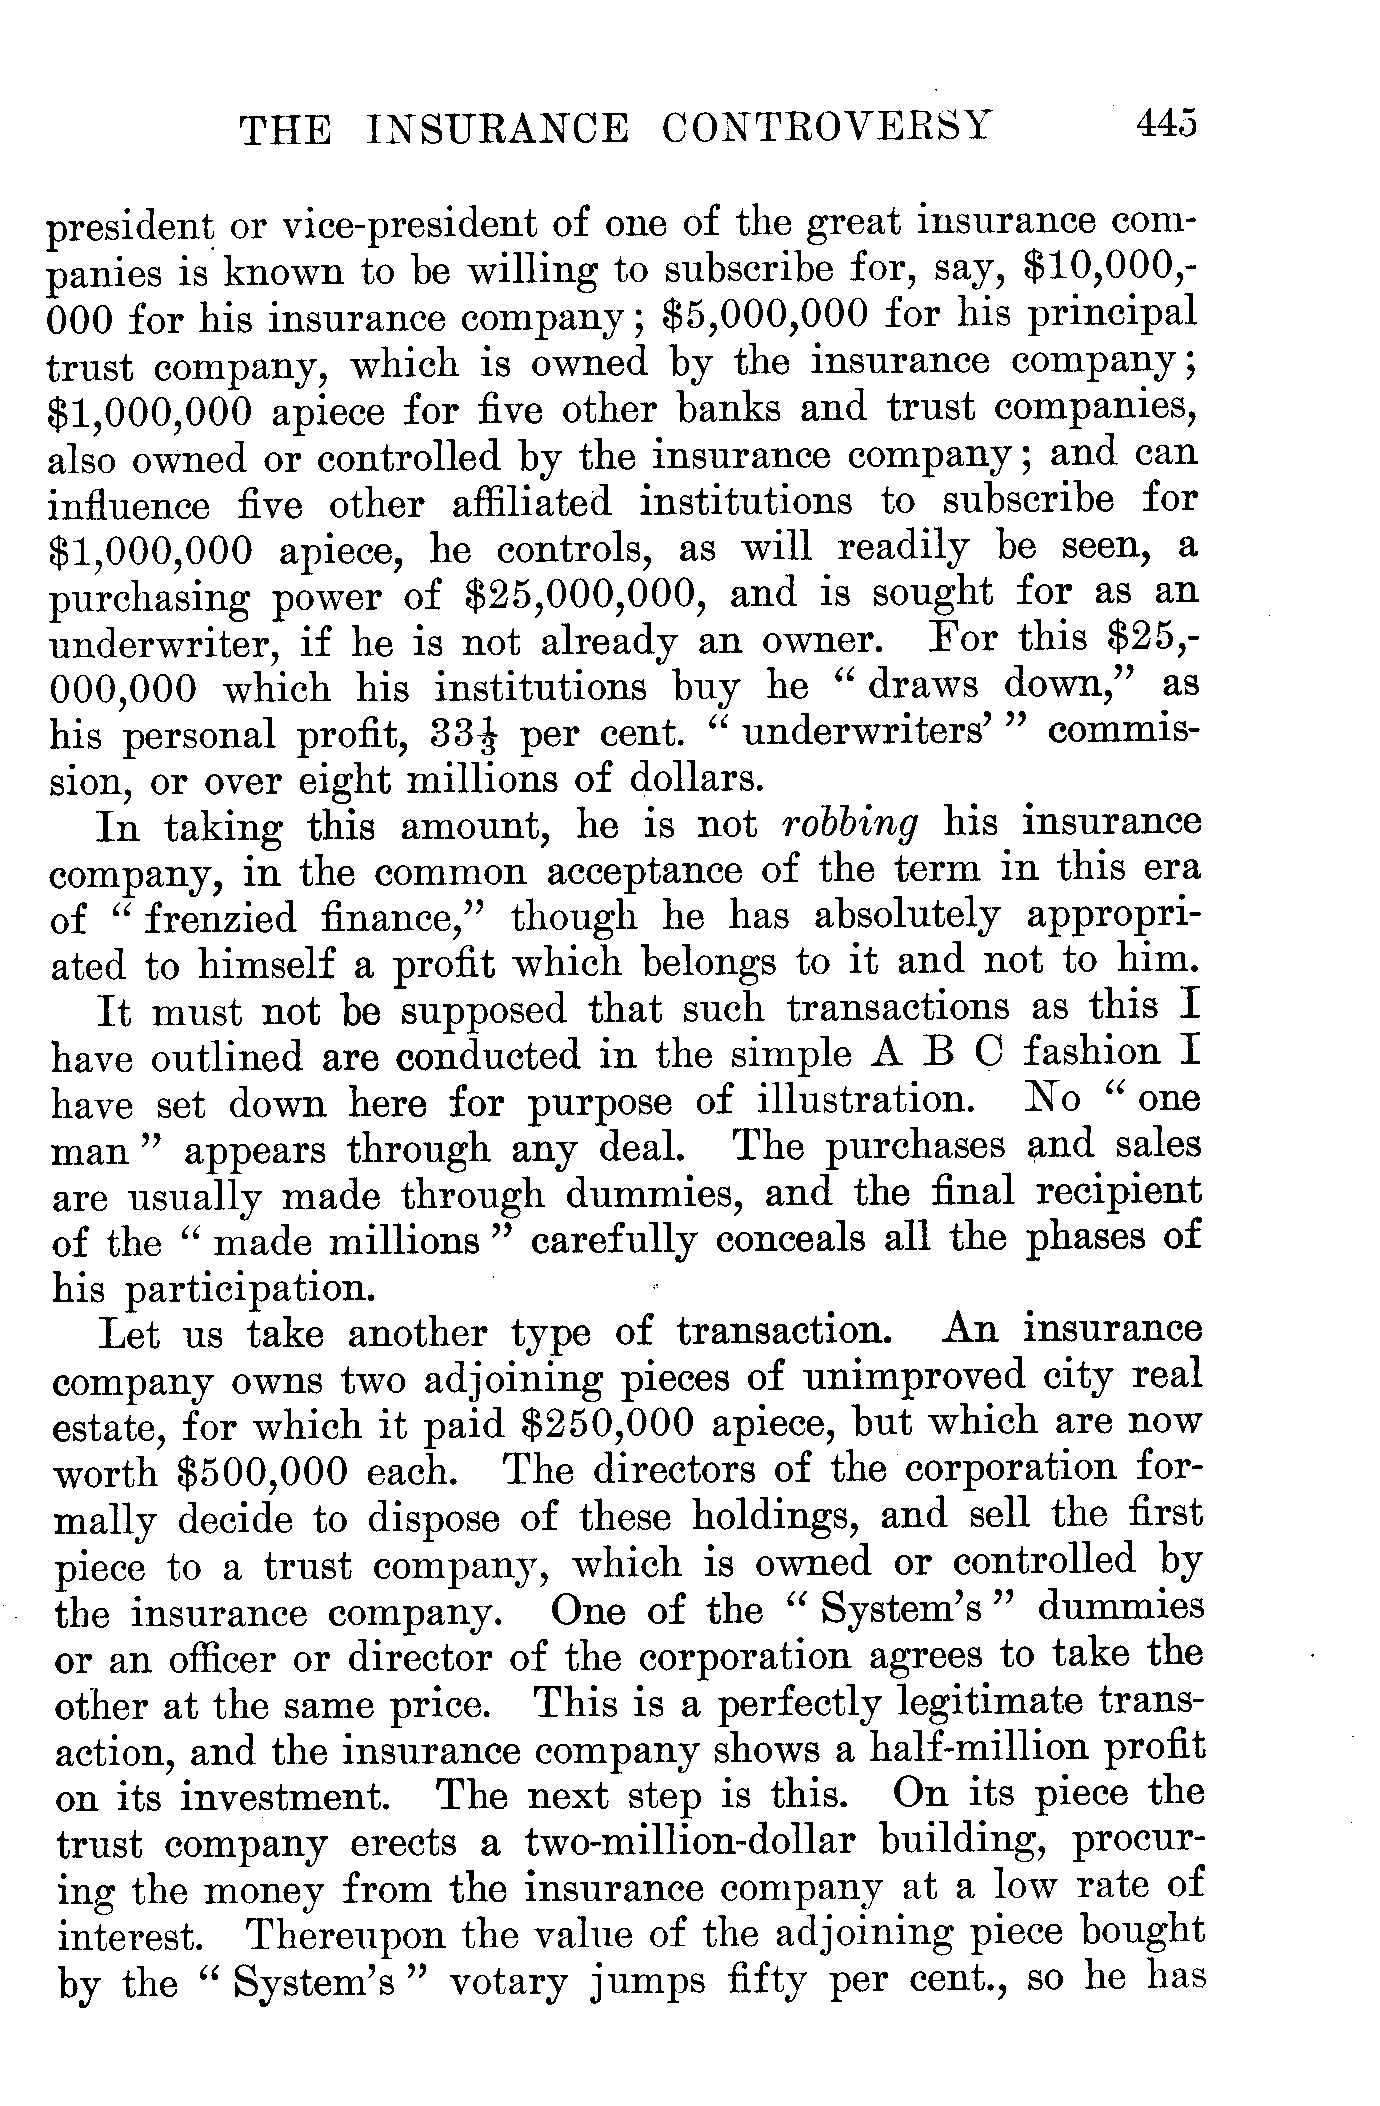 THE INSURANCE CONTROVERSY 445
president or vice-president of one of the great insurance com-
panies is known to be willing to subscribe for, say, $10,000,-
000 for his insurance company; $5,000,000 for his principal
trust company, which is owned by the insurance company;
$1,000,000 apiece for five other banks and trust companies,
also owned or controlled by the insurance company; and can
influence five other affiliated institutions to subscribe for
$1,000,000 apiece, he controls, as will readily be seen, a
purchasing power of $25,000,000, and is sought for as an
underwriter, if he is not already an owner. For this $25,-
000,000 which his institutions buy he “ draws down,” as
his personal profit, 33⅓ per cent. “ underwriters’ ” commis-
sion, or over eight millions of dollars.
In taking this amount, he is not robbing his insurance
company, in the common acceptance of the term in this era
of “ frenzied finance,” though he has absolutely appropri-
ated to himself a profit which belongs to it and not to him.
It must not be supposed that such transactions as this I
have outlined are conducted in the simple A B C fashion I
have set down here for purpose of illustration. No “ one
man ” appears through any deal. The purchases and sales
are usually made through dummies, and the final recipient
of the “ made millions ” carefully conceals all the phases of
his participation.
Let us take another type of transaction. An insurance
company owns two adjoining pieces of unimproved city real
estate, for which it paid $250,000 apiece, but which are now
worth $500,000 each. The directors of the corporation for-
mally decide to dispose of these holdings, and sell the first
piece to a trust company, which is owned or controlled by
the insurance company. One of the “ System’s ” dummies
or an officer or director of the corporation agrees to take the
other at the same price. This is a perfectly legitimate trans-
action, and the insurance company shows a half-million profit
on its investment. The next step is this. On its piece the
trust company erects a two-million-dollar building, procur-
ing the money from the insurance company at a low rate of
interest. Thereupon the value of the adjoining piece bought
by the “ System’s ” votary jumps fifty per cent., so he has